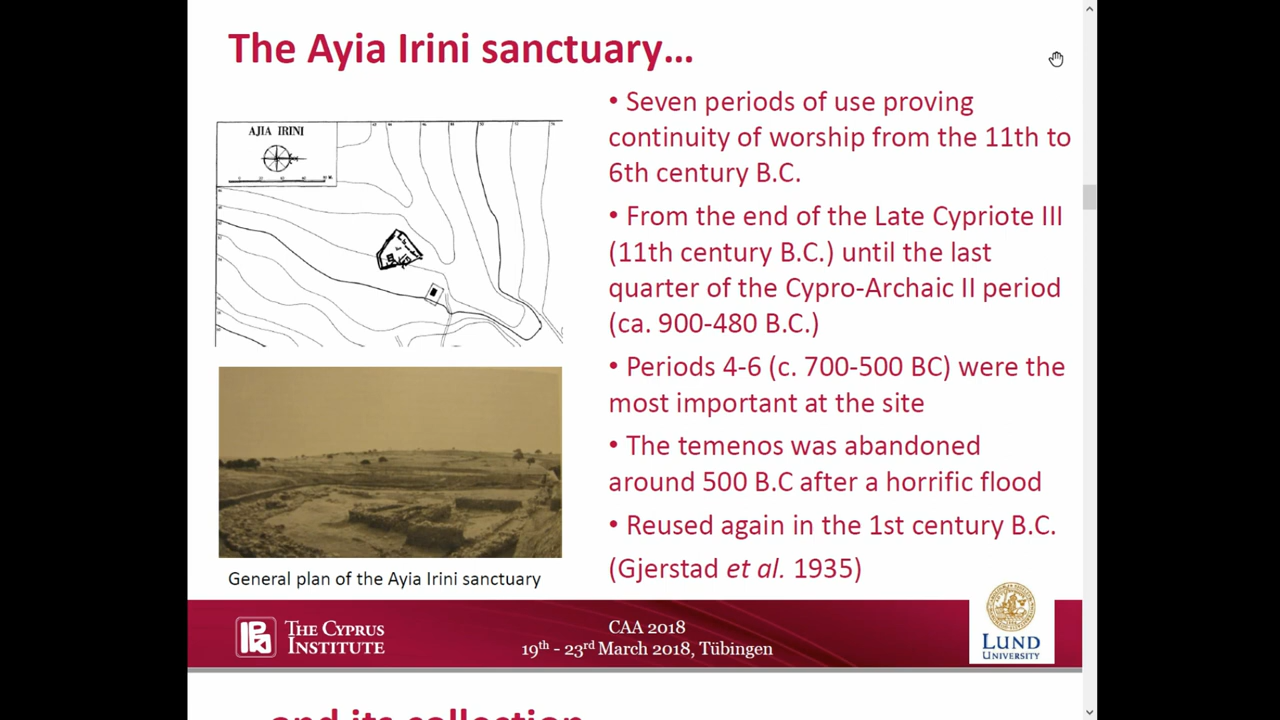 The Ayia Irini sanctuary...
AJIA IRINI
• Seven periods of use proving
continuity of worship from the 11th to
6th century B.C.
• From the end of the Late Cypriote III
(11th century B.C.) until the last
quarter of the Cypro-Archaic II period
(ca. 900-480 B.C.)
• Periods 4-6 (c. 700-500 BC) were the
most important at the site
• The temenos was abandoned
around 500 B.C after a horrific flood
• Reused again in the 1st century B.C.
(Gjerstad et al. 1935)
General plan of the Ayia Irini sanctuary
THE CYPRUS
INSTITUTE
CAA 2018
19th - 23rd March 2018, Tübingen
LUND
UNIVERSITY
and its collection